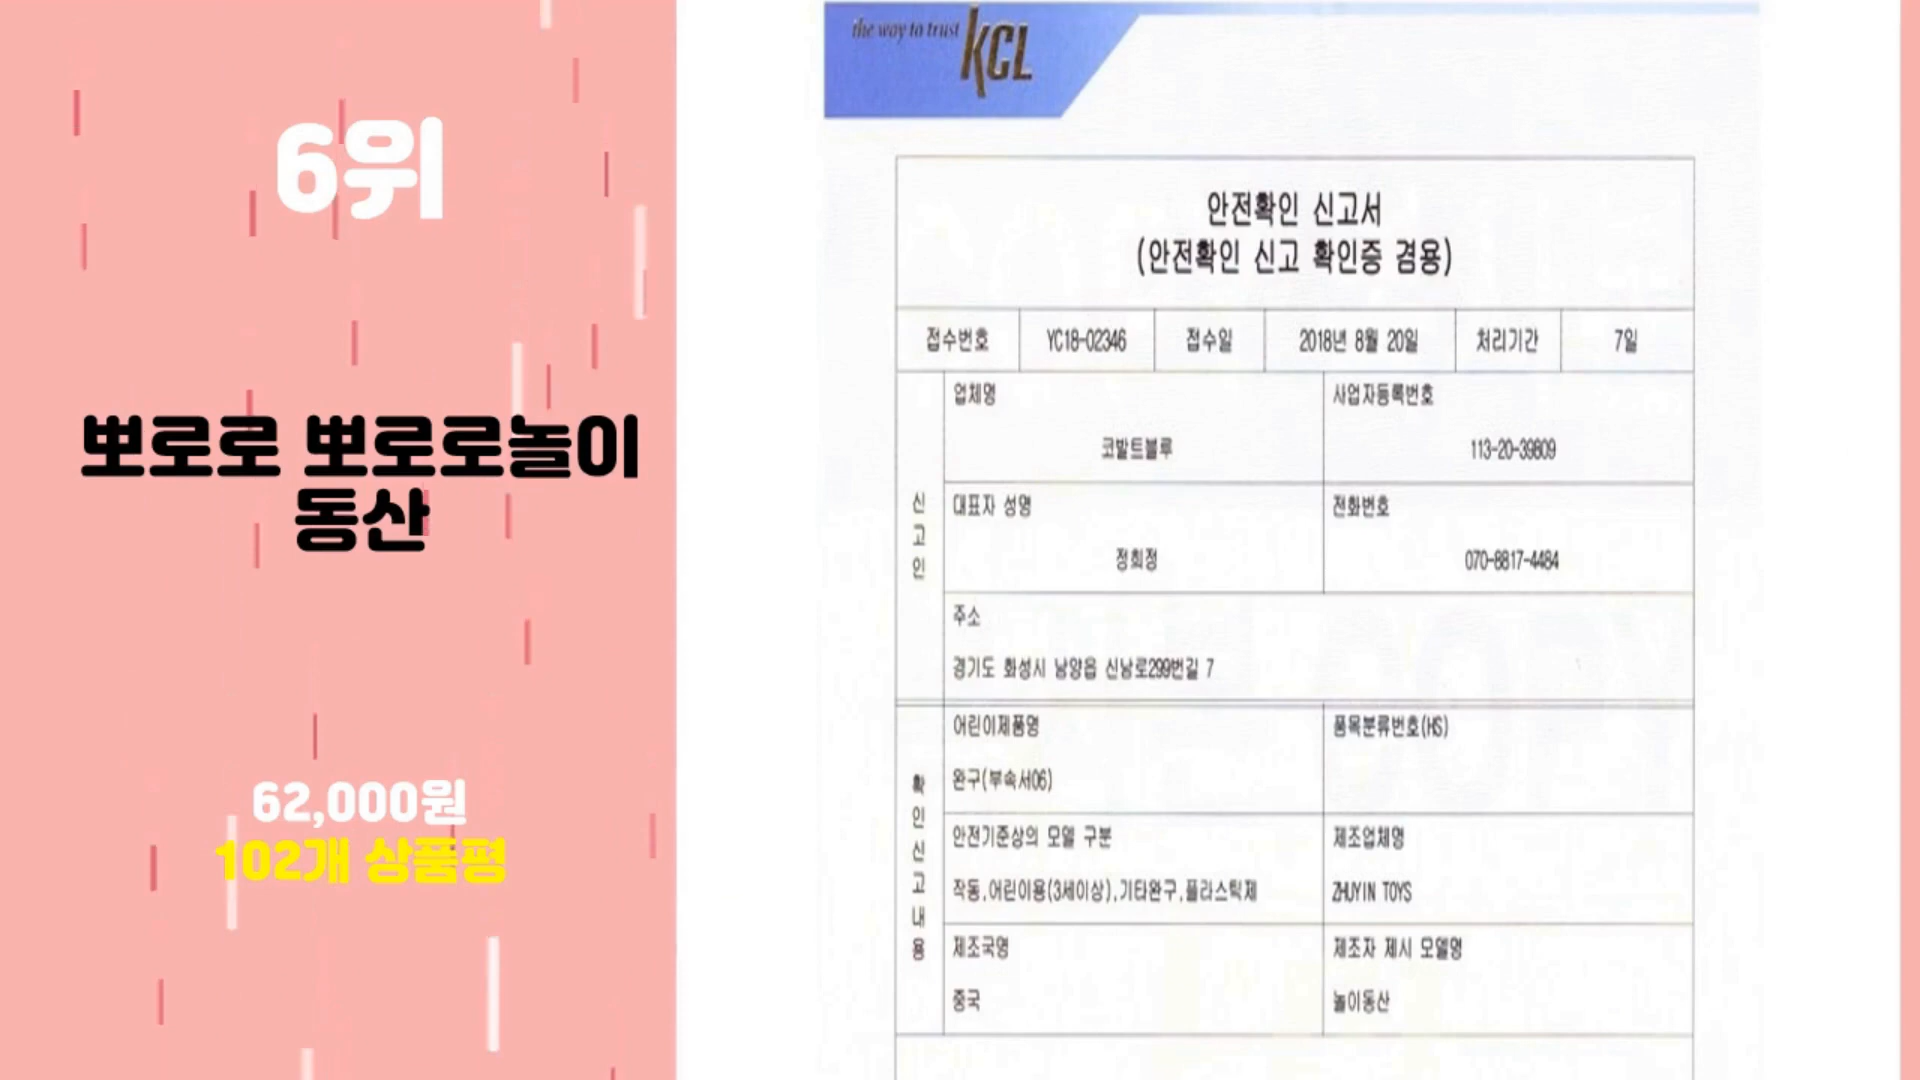 6위
뽀로로 뽀로로놀이
동산
62,000원
102개 상품평
the way to trust KCL
안전확인 신고서
(안전확인 신고 확인증 겸용)
접수번호 YC18-02346 접수일 2018년 8월 20일 처리기간 7일
신고인
업체명 사업자등록번호
코발트블루 113-20-39809
대표자 성명 전화번호
정희정 070-8817-4484
주소
경기도 화성시 남양읍 신남로299번길 7
확인신고내용
어린이제품명 품목분류번호(HS)
완구(부속서06)
안전기준상의 모델 구분 제조업체명
작동,어린이용(3세이상),기타완구,플라스틱제 ZHUYIN TOYS
제조국명 제조자 제시 모델명
중국 놀이동산